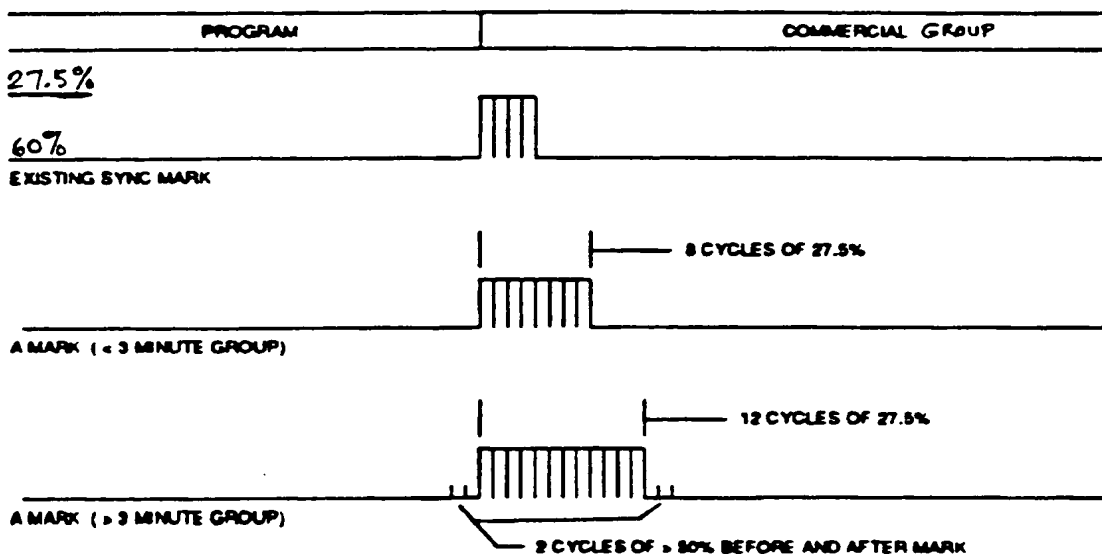 PROGRAM
COMMERCIAL GROUP
27.5%
60%
EXISTING SYNC MARK
8 CYCLES OF 27.5%
A MARK ( < 3 MINUTE GROUP)
12 CYCLES OF 27.5%
A MARK ( > 3 MINUTE GROUP)
2 CYCLES OF > 50% BEFORE AND AFTER MARK